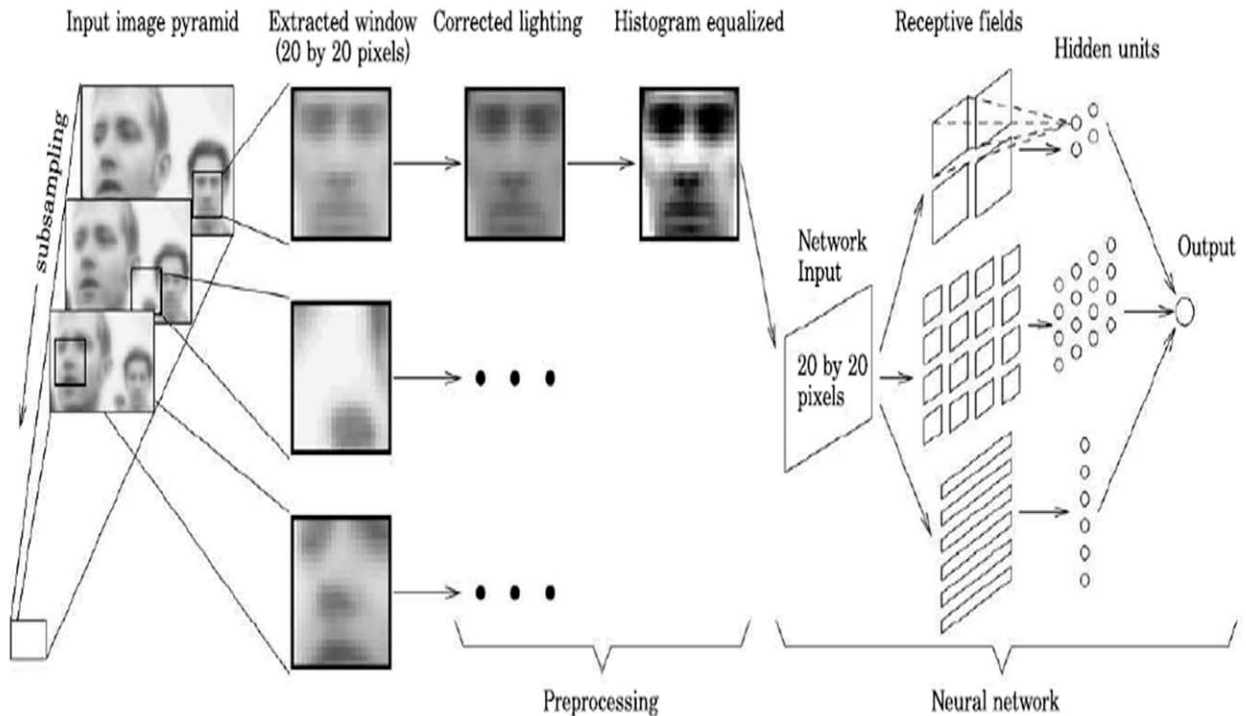 Input image pyramid
Extracted window
(20 by 20 pixels)
Corrected lighting
Histogram equalized
Receptive fields
Hidden units
subsampling
Network
Input
Output
20 by 20
pixels
Preprocessing
Neural network